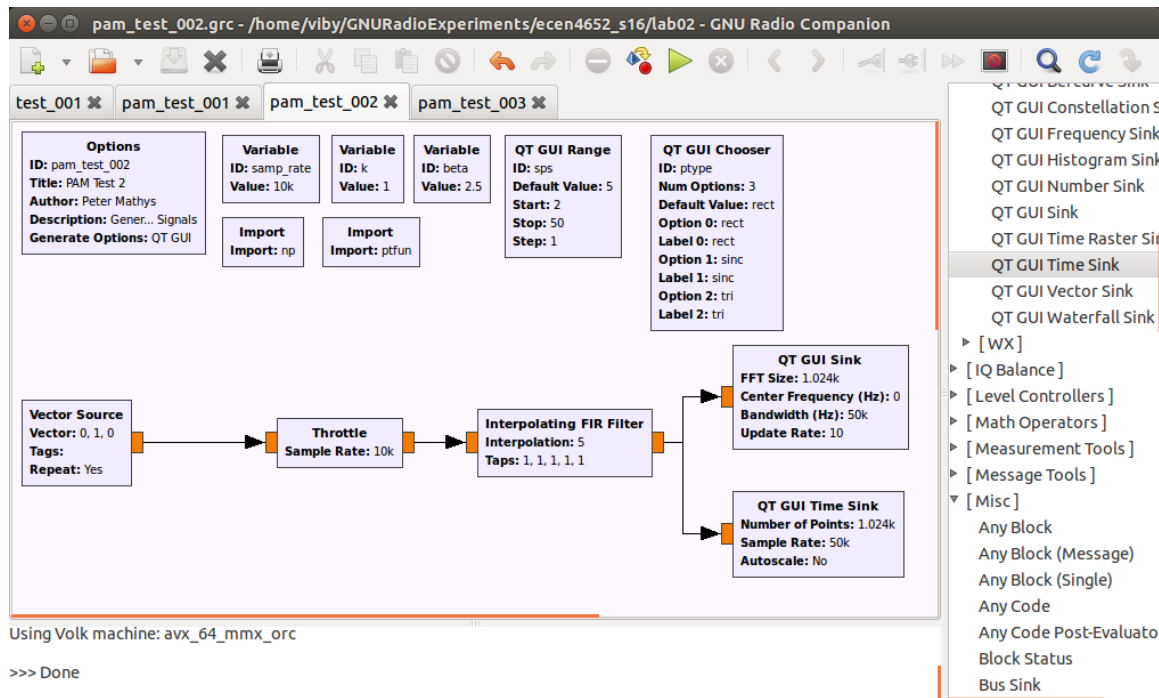 pam_test_002.grc - /home/viby/GNURadioExperiments/ecen4652_s16/lab02 - GNU Radio Companion
test_001
pam_test_001
pam_test_002
pam_test_003
Options
ID: pam_test_002
Title: PAM Test 2
Author: Peter Mathys
Description: Gener... Signals
Generate Options: QT GUI
Variable
ID: samp_rate
Value: 10k
Variable
ID: k
Value: 1
Variable
ID: beta
Value: 2.5
QT GUI Range
ID: sps
Default Value: 5
Start: 2
Stop: 50
Step: 1
QT GUI Chooser
ID: ptype
Num Options: 3
Default Value: rect
Option 0: rect
Label 0: rect
Option 1: sinc
Label 1: sinc
Option 2: tri
Label 2: tri
Import
Import: np
Import
Import: ptfun
Vector Source
Vector: 0, 1, 0
Tags:
Repeat: Yes
Throttle
Sample Rate: 10k
Interpolating FIR Filter
Interpolation: 5
Taps: 1, 1, 1, 1, 1
QT GUI Sink
FFT Size: 1.024k
Center Frequency (Hz): 0
Bandwidth (Hz): 50k
Update Rate: 10
QT GUI Time Sink
Number of Points: 1.024k
Sample Rate: 50k
Autoscale: No
QT GUI Constellation S
QT GUI Frequency Sink
QT GUI Histogram Sink
QT GUI Number Sink
QT GUI Sink
QT GUI Time Raster Sin
QT GUI Time Sink
QT GUI Vector Sink
QT GUI Waterfall Sink
[ WX ]
[ IQ Balance ]
[ Level Controllers ]
[ Math Operators ]
[ Measurement Tools ]
[ Message Tools ]
[ Misc ]
Any Block
Any Block (Message)
Any Block (Single)
Any Code
Any Code Post-Evaluato
Block Status
Bus Sink
Using Volk machine: avx_64_mmx_orc
>>> Done